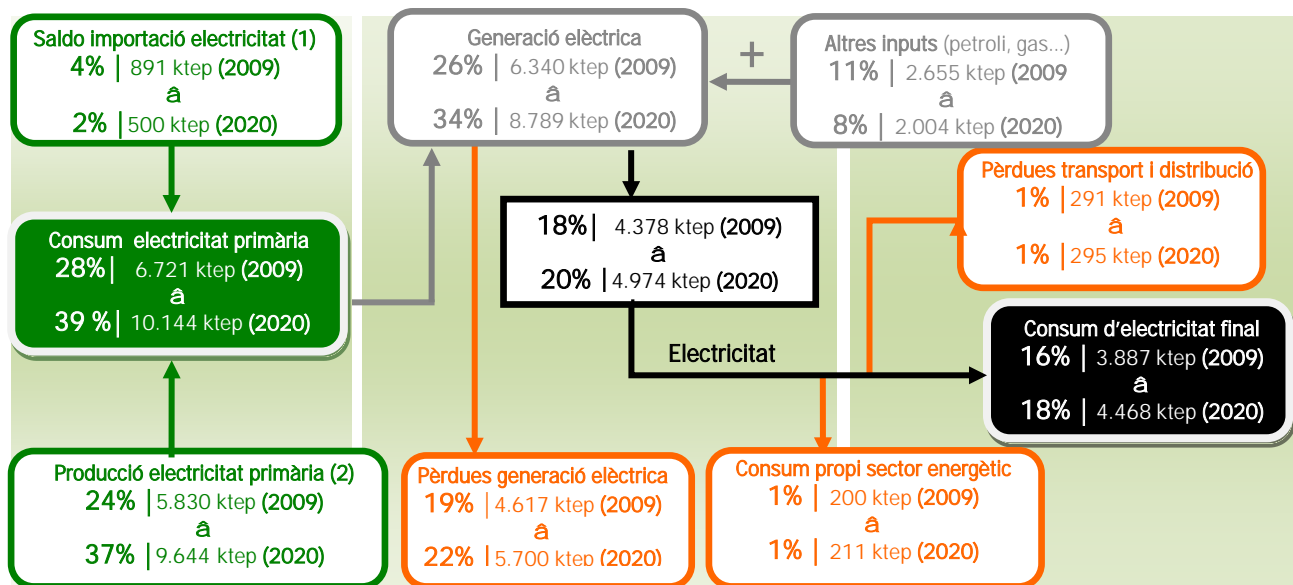 Saldo importació electricitat (1)
4% | 891 ktep (2009)
â
2% | 500 ktep (2020)
Generació elèctrica
26% | 6.340 ktep (2009)
â
34% | 8.789 ktep (2020)
+
Altres inputs (petroli, gas...)
11% | 2.655 ktep (2009
â
8% | 2.004 ktep (2020)
Pèrdues transport i distribució
1% | 291 ktep (2009)
â
1% | 295 ktep (2020)
Consum electricitat primària
28% | 6.721 ktep (2009)
â
39 % | 10.144 ktep (2020)
18% | 4.378 ktep (2009)
â
20% | 4.974 ktep (2020)
Electricitat
Consum d'electricitat final
16% | 3.887 ktep (2009)
â
18% | 4.468 ktep (2020)
Producció electricitat primària (2)
24% | 5.830 ktep (2009)
â
37% | 9.644 ktep (2020)
Pèrdues generació elèctrica
19% | 4.617 ktep (2009)
â
22% | 5.700 ktep (2020)
Consum propi sector energètic
1% | 200 ktep (2009)
â
1% | 211 ktep (2020)